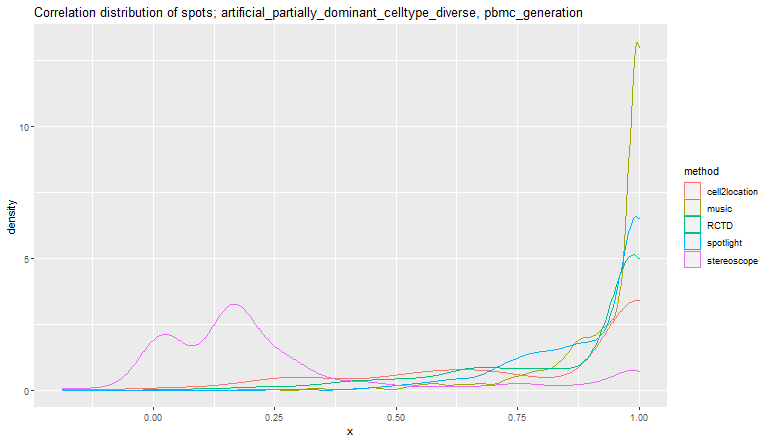 Correlation distribution of spots; artificial_partially_dominant_celltype_diverse, pbmc_generation
density
10
5
0
0.00 0.25 0.50 0.75 1.00
x
method
cell2location
music
RCTD
spotlight
stereoscope